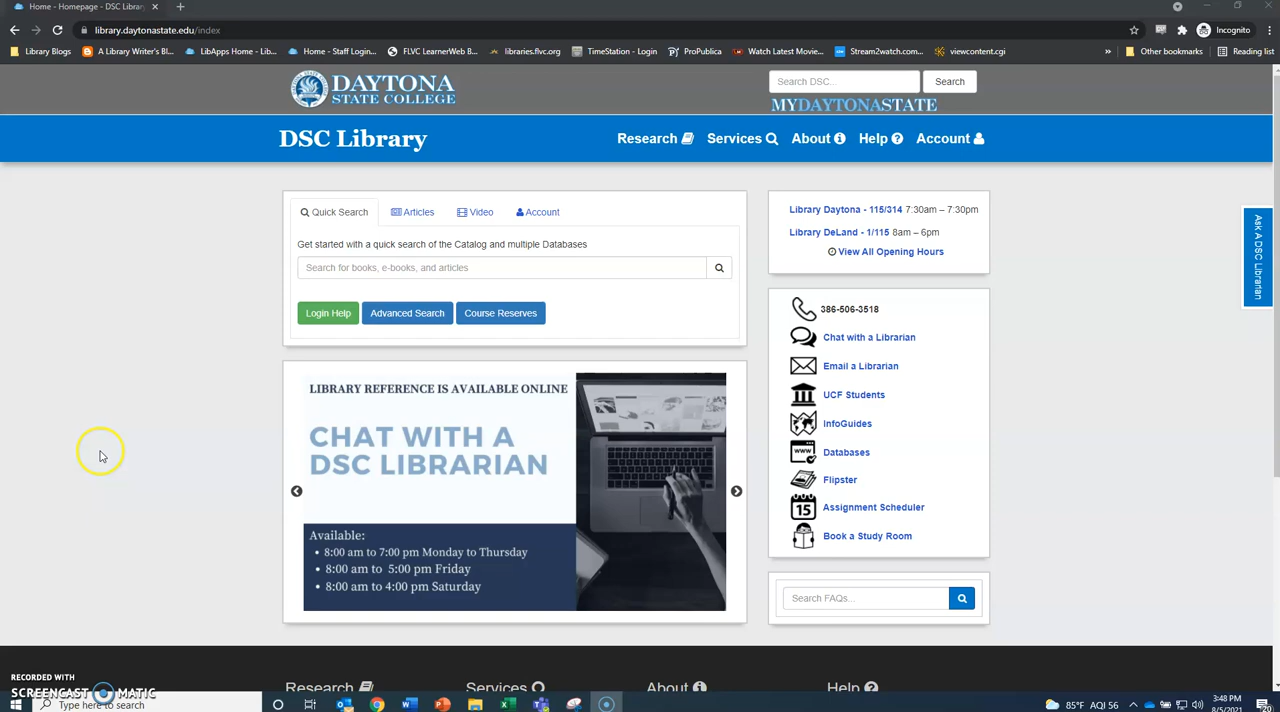 Home - Homepage - DSC Libra
library.daytonastate.edu/index
Incognito
Library Blogs
A Library Writer's Bl...
LibApps Home - Lib...
Home - Staff Login...
FLVC LearnerWeb B...
libraries.flvc.org
TimeStation - Login
PrPublica
Watch Latest Movie...
Stream2watch.com...
viewcontent.cgi
»
Other bookmarks
Reading list
DAYTONA
STATE COLLEGE
Search DSC...
Search
MYDAYTONASTATE
DSC Library
Research
Services
About
Help
Account
Quick Search
Articles
Video
Account
Get started with a quick search of the Catalog and multiple Databases
Search for books, e-books, and articles
Login Help
Advanced Search
Course Reserves
Library Daytona - 115/314 7:30am – 7:30pm
Library DeLand - 1/115 8am – 6pm
View All Opening Hours
Ask A DSC Librarian
386-506-3518
Chat with a Librarian
Email a Librarian
UCF Students
InfoGuides
WWW
Databases
Flipster
15
Assignment Scheduler
Book a Study Room
Search FAQs...
LIBRARY REFERENCE IS AVAILABLE ONLINE
CHAT WITH A
DSC LIBRARIAN
Available:
• 8:00 am to 7:00 pm Monday to Thursday
• 8:00 am to 5:00 pm Friday
• 8:00 am to 4:00 pm Saturday
Research
Services
About
Help
RECORDED WITH
SCREENCAST MATIC
Type here to search
85°F AQI 56
3:48 PM
8/5/2021